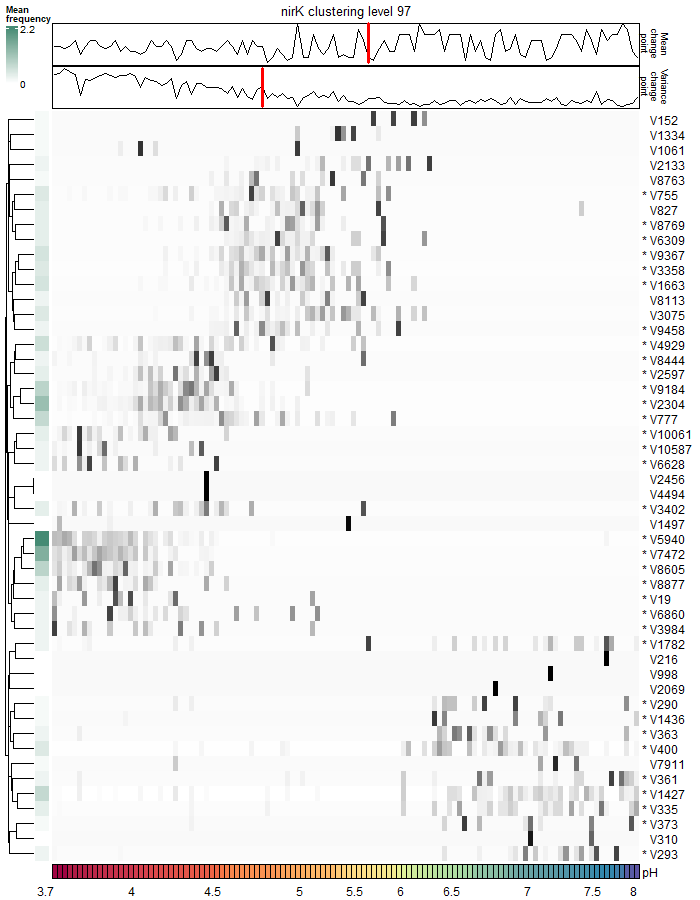 Mean
frequency
2.2
0
nirK clustering level 97
Mean
change
point
Variance
change
point
V152
V1334
V1061
V2133
V8763
* V755
V827
* V8769
* V6309
* V9367
* V3358
* V1663
V8113
V3075
* V9458
* V4929
V8444
* V2597
* V9184
* V2304
* V777
* V10061
* V10587
* V6628
V2456
V4494
* V3402
V1497
* V5940
* V7472
* V8605
* V8877
* V19
* V6860
* V3984
* V1782
V216
V998
V2069
* V290
* V1436
* V363
* V400
V7911
* V361
* V1427
* V335
* V373
V310
* V293
pH
3.7 4 4.5 5 5.5 6 6.5 7 7.5 8